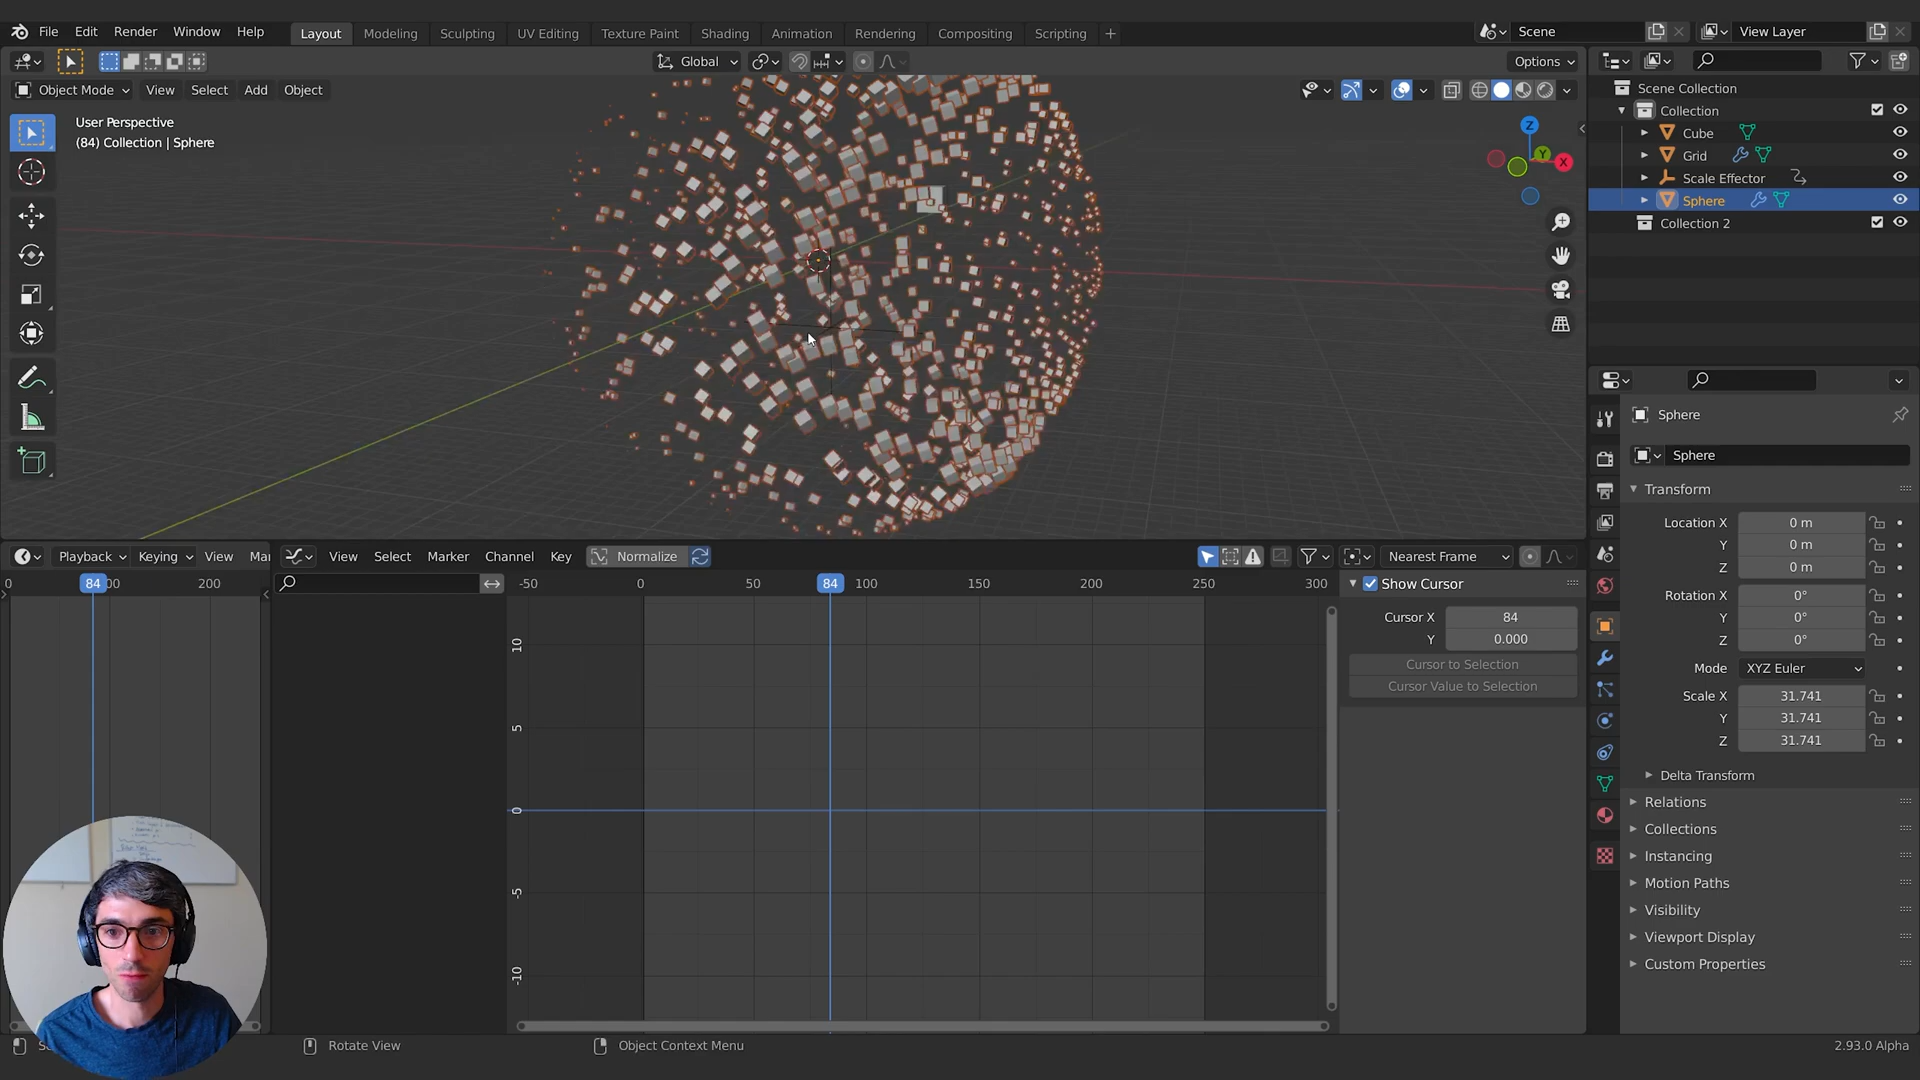 File Edit Render Window Help Layout Modeling Sculpting UV Editing Texture Paint Shading Animation Rendering Compositing Scripting + Scene View Layer
Global Options
Object Mode View Select Add Object
User Perspective
(84) Collection | Sphere
Z
Y
X
Scene Collection
Collection
Cube
Grid
Scale Effector
Sphere
Collection 2
Sphere
Sphere
Transform
Location X 0 m
Y 0 m
Z 0 m
Rotation X 0°
Y 0°
Z 0°
Mode XYZ Euler
Scale X 31.741
Y 31.741
Z 31.741
Delta Transform
Relations
Collections
Instancing
Motion Paths
Visibility
Viewport Display
Custom Properties
Playback Keying View Mar
0 84 00 200
View Select Marker Channel Key Normalize Nearest Frame
-50 0 50 84 100 150 200 250 300
10
5
0
-5
-10
Show Cursor
Cursor X 84
Y 0.000
Cursor to Selection
Cursor Value to Selection
Rotate View Object Context Menu 2.93.0 Alpha